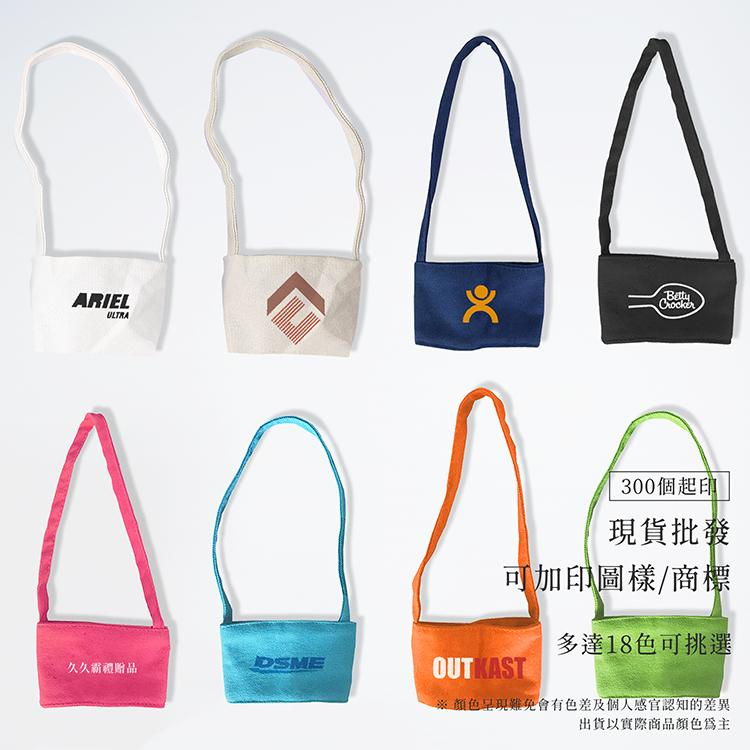 ARIEL
ULTRA
Betty
Crocker
300個起印
現貨批發
可加印圖樣/商標
多達18色可挑選
久久霸禮贈品
DSME
OUTKAST
※ 顏色呈現難免會有色差及個人感官認知的差異
出貨以實際商品顏色爲主